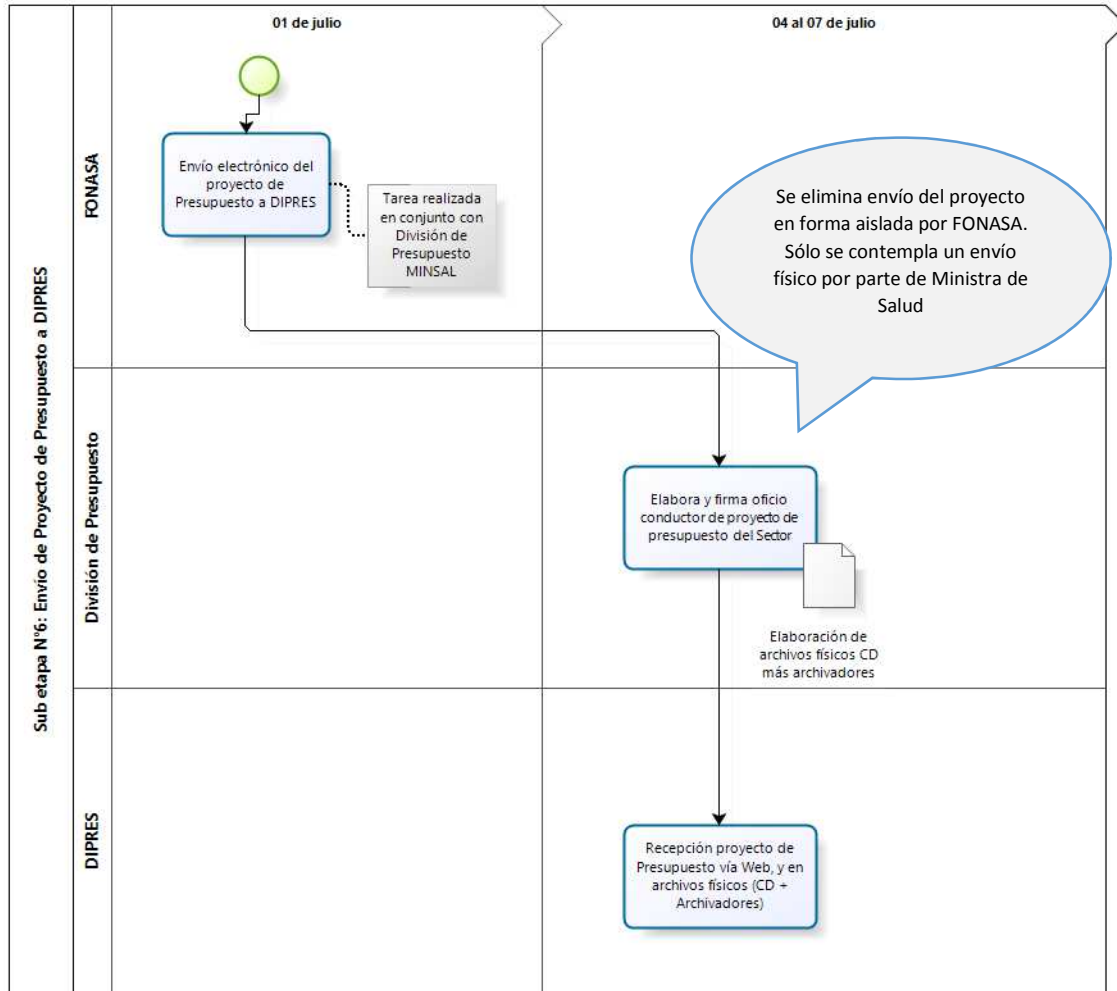 01 de julio
04 al 07 de julio
Sub etapa N°6: Envío de Proyecto de Presupuesto a DIPRES
FONASA
Envío electrónico del
proyecto de
Presupuesto a DIPRES
Tarea realizada
en conjunto con
División de
Presupuesto
MINSAL
Se elimina envío del proyecto
en forma aislada por FONASA.
Sólo se contempla un envío
físico por parte de Ministra de
Salud
División de Presupuesto
Elabora y firma oficio
conductor de proyecto de
presupuesto del Sector
Elaboración de
archivos físicos CD
más archivadores
DIPRES
Recepción proyecto de
Presupuesto vía Web, y en
archivos físicos (CD +
Archivadores)